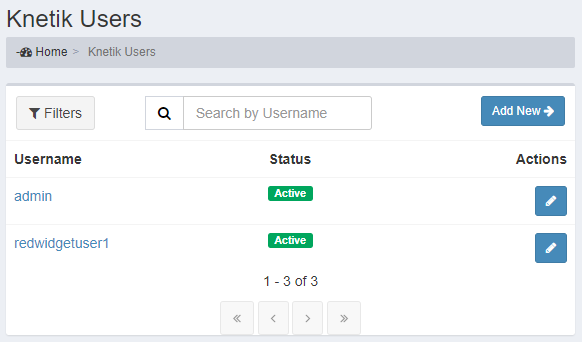 Knetik Users
Home > Knetik Users
Filters
Search by Username
Add New
Username Status Actions
admin Active
redwidgetuser1 Active
1 - 3 of 3
« < > »